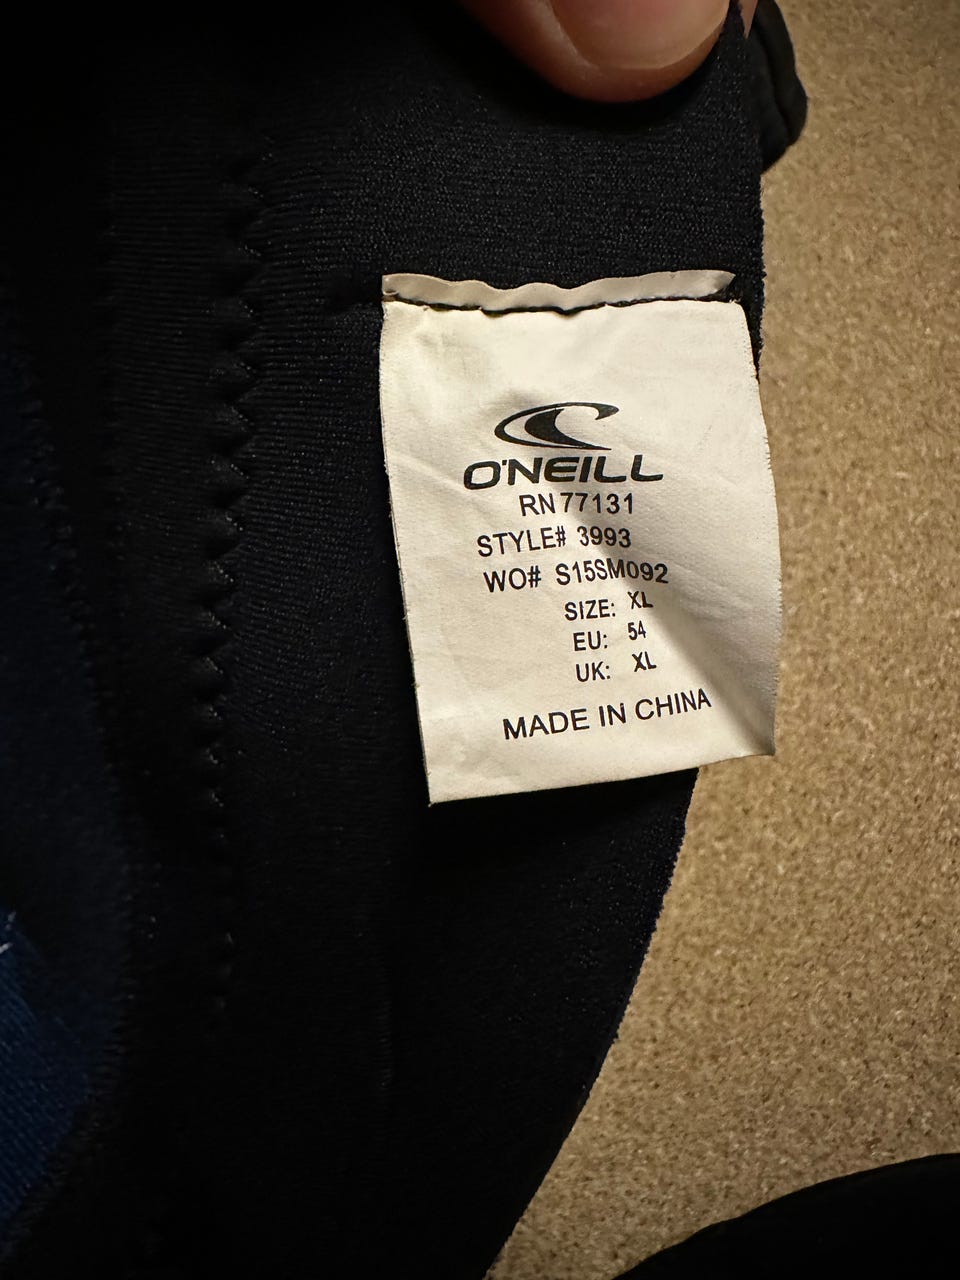 O'NEILL
RN 77131
STYLE# 3993
WO# S15SM092
SIZE: XL
EU: 54
UK: XL
MADE IN CHINA